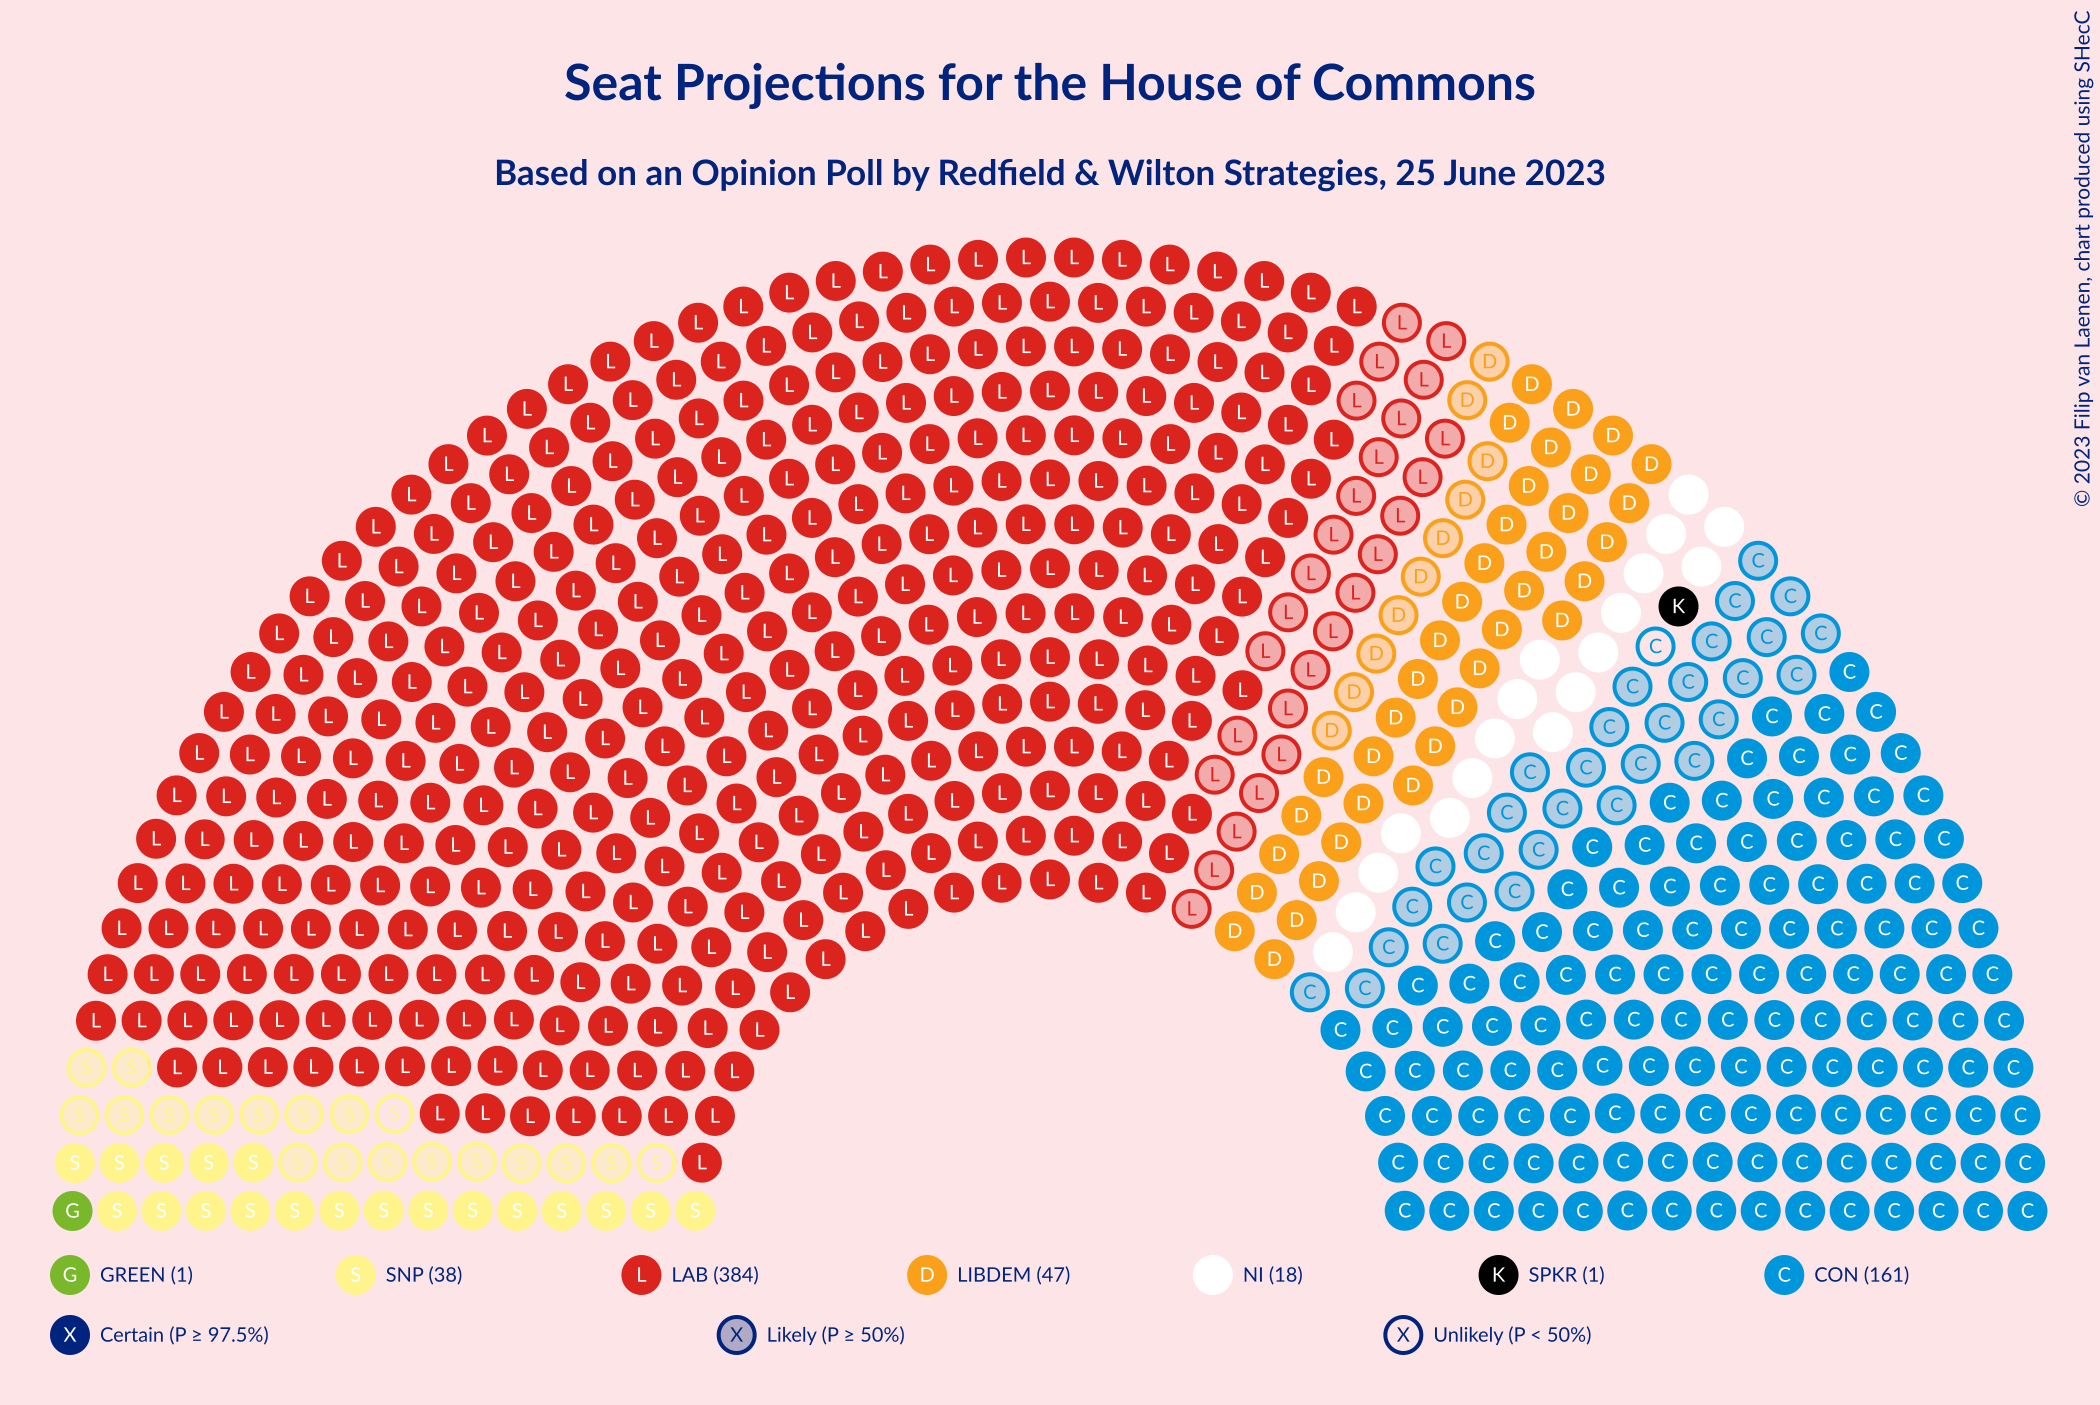 Seat Projections for the House of Commons
Based on an Opinion Poll by Redfield & Wilton Strategies, 25 June 2023
© 2023 Filip van Laenen, chart produced using SHecC
G GREEN (1) S SNP (38) L LAB (384) D LIBDEM (47) NI (18) K SPKR (1) C CON (161)
X Certain (P ≥ 97.5%) X Likely (P ≥ 50%) X Unlikely (P < 50%)